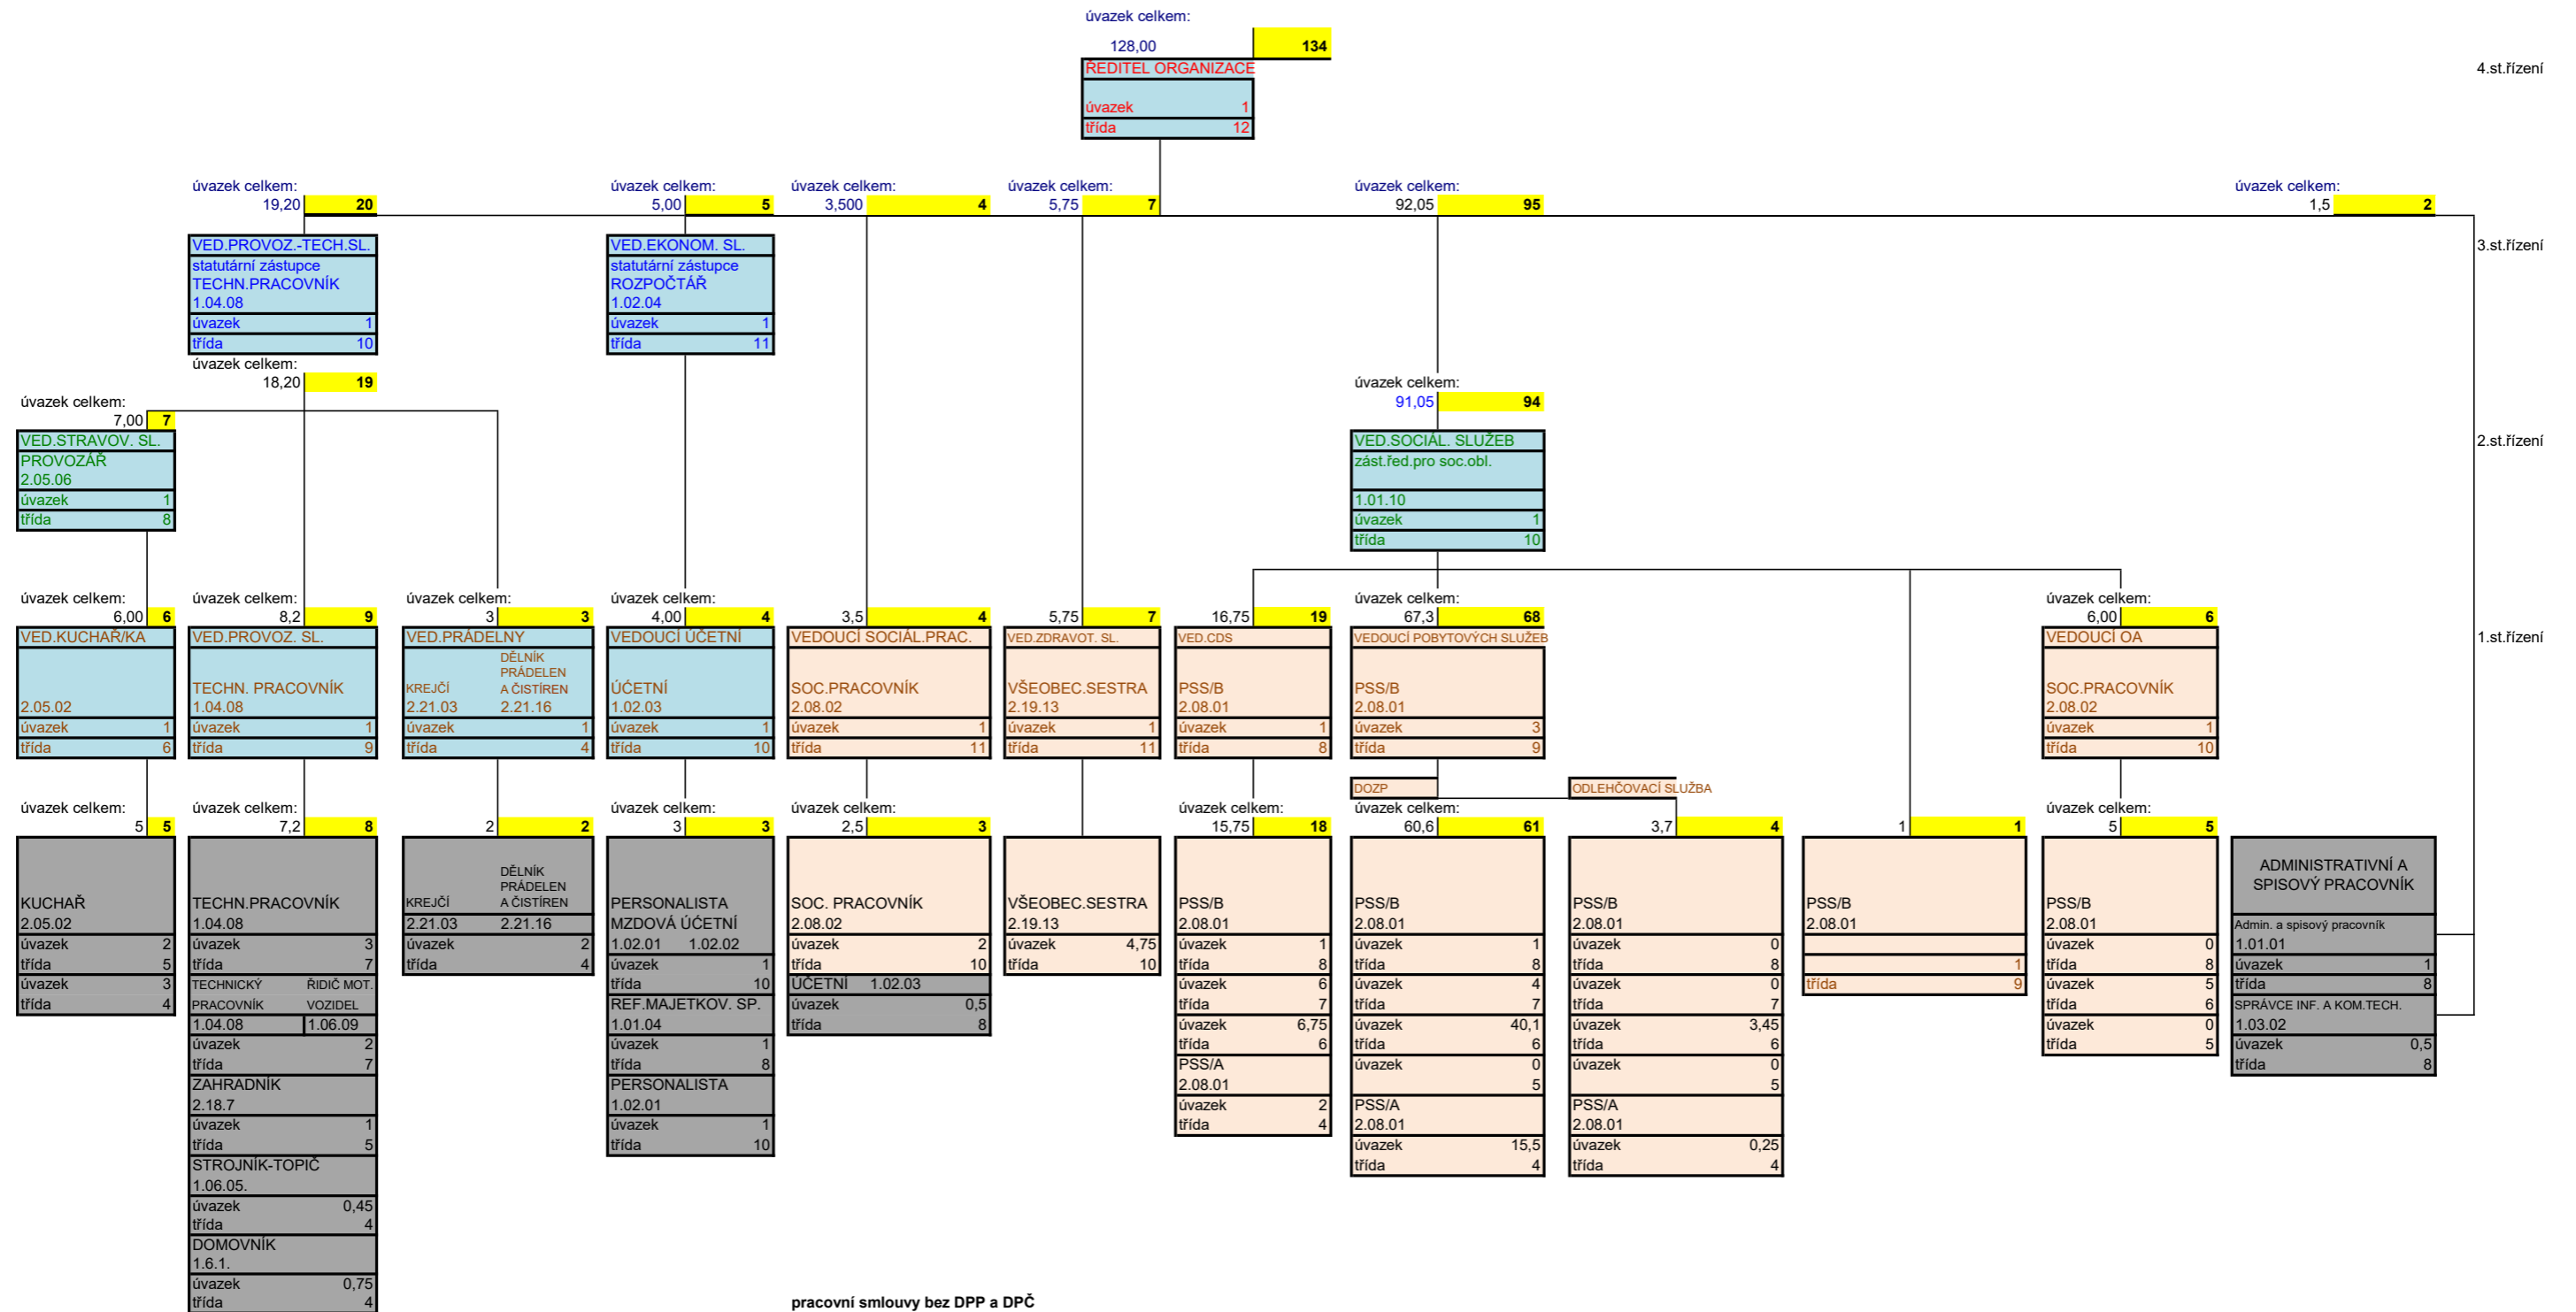 úvazek celkem:
128,00 134
ŘEDITEL ORGANIZACE
4.st.řízení
úvazek 1
třída 12
úvazek celkem: úvazek celkem: úvazek celkem: úvazek celkem: úvazek celkem: úvazek celkem:
19,20 20 5,00 5 3,500 4 5,75 7 92,05 95 1,5 2
VED.PROVOZ.-TECH.SL.
statutární zástupce
TECHN.PRACOVNÍK
1.04.08
úvazek 1
třída 10
VED.EKONOM. SL.
statutární zástupce
ROZPOČTÁŘ
1.02.04
úvazek 1
třída 11
3.st.řízení
úvazek celkem:
18,20 19
úvazek celkem:
7,00 7
VED.STRAVOV. SL.
PROVOZÁŘ
2.05.06
úvazek 1
třída 8
úvazek celkem:
91,05 94
VED.SOCIÁL. SLUŽEB
zást.řed.pro soc.obl.
1.01.10
úvazek 1
třída 10
2.st.řízení
úvazek celkem:
6,00 6
VED.KUCHAŘ/KA
2.05.02
úvazek 1
třída 6
úvazek celkem:
8,2 9
VED.PROVOZ. SL.
TECHN. PRACOVNÍK
1.04.08
úvazek 1
třída 9
úvazek celkem:
3 3
VED.PRÁDELNY
DĚLNÍK
PRÁDELEN
KREJČÍ A ČISTÍREN
2.21.03 2.21.16
úvazek 1
třída 4
úvazek celkem:
4,00 4
VEDOUCÍ ÚČETNÍ
ÚČETNÍ
1.02.03
úvazek 1
třída 10
3,5 4
VEDOUCÍ SOCIÁL.PRAC.
SOC.PRACOVNÍK
2.08.02
úvazek 1
třída 11
5,75 7
VED.ZDRAVOT. SL.
VŠEOBEC.SESTRA
2.19.13
úvazek 1
třída 11
16,75 19
VED.CDS
PSS/B
2.08.01
úvazek 1
třída 8
úvazek celkem:
67,3 68
VEDOUCÍ POBYTOVÝCH SLUŽEB
PSS/B
2.08.01
úvazek 3
třída 9
úvazek celkem:
6,00 6
VEDOUCÍ OA
SOC.PRACOVNÍK
2.08.02
úvazek 1
třída 10
1.st.řízení
DOZP
ODLEHČOVACÍ SLUŽBA
úvazek celkem:
5 5
KUCHAŘ
2.05.02
úvazek 2
třída 5
úvazek 3
třída 4
úvazek celkem:
7,2 8
TECHN.PRACOVNÍK
1.04.08
úvazek 3
třída 7
TECHNICKÝ ŘIDIČ MOT.
PRACOVNÍK VOZIDEL
1.04.08 1.06.09
úvazek 2
třída 7
ZAHRADNÍK
2.18.7
úvazek 1
třída 5
STROJNÍK-TOPIČ
1.06.05.
úvazek 0,45
třída 4
DOMOVNÍK
1.6.1.
úvazek 0,75
třída 4
2 2
DĚLNÍK
PRÁDELEN
KREJČÍ A ČISTÍREN
2.21.03 2.21.16
úvazek 2
třída 4
úvazek celkem:
3 3
PERSONALISTA
MZDOVÁ ÚČETNÍ
1.02.01 1.02.02
úvazek 1
třída 10
REF.MAJETKOV. SP.
1.01.04
úvazek 1
třída 8
PERSONALISTA
1.02.01
úvazek 1
třída 10
úvazek celkem:
2,5 3
SOC. PRACOVNÍK
2.08.02
úvazek 2
třída 10
ÚČETNÍ 1.02.03
úvazek 0,5
třída 8
VŠEOBEC.SESTRA
2.19.13
úvazek 4,75
třída 10
úvazek celkem:
15,75 18
PSS/B
2.08.01
úvazek 1
třída 8
úvazek 6
třída 7
úvazek 6,75
třída 6
PSS/A
2.08.01
úvazek 2
třída 4
úvazek celkem:
60,6 61
PSS/B
2.08.01
úvazek 1
třída 8
úvazek 4
třída 7
úvazek 40,1
třída 6
úvazek 0
5
PSS/A
2.08.01
úvazek 15,5
třída 4
3,7 4
PSS/B
2.08.01
úvazek 0
třída 8
úvazek 0
třída 7
úvazek 3,45
třída 6
úvazek 0
5
PSS/A
2.08.01
úvazek 0,25
třída 4
1 1
PSS/B
2.08.01
1
třída 9
úvazek celkem:
5 5
PSS/B
2.08.01
úvazek 0
třída 8
úvazek 5
třída 6
úvazek 0
třída 5
ADMINISTRATIVNÍ A
SPISOVÝ PRACOVNÍK
Admin. a spisový pracovník
1.01.01
úvazek 1
třída 8
SPRÁVCE INF. A KOM.TECH.
1.03.02
úvazek 0,5
třída 8
pracovní smlouvy bez DPP a DPČ